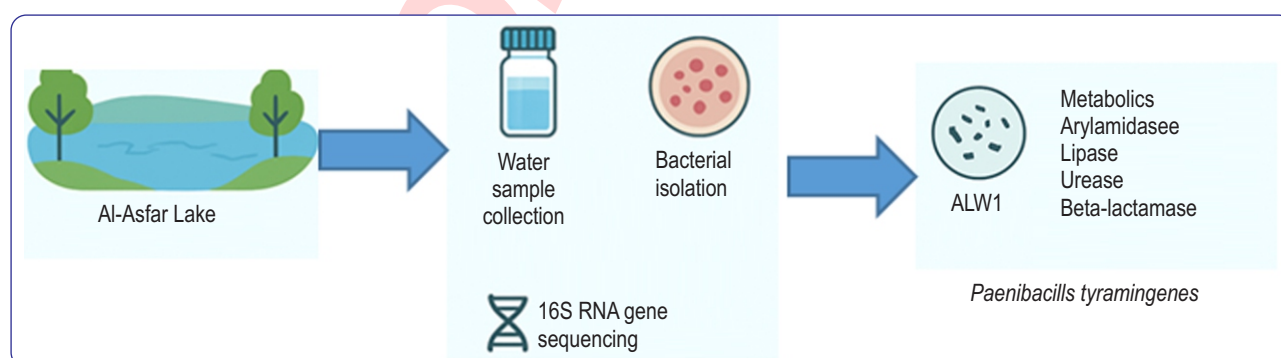 Al-Asfar Lake
Water
sample
collection
Bacterial
isolation
16S RNA gene
sequencing
ALW1
Metabolics
Arylamidasee
Lipase
Urease
Beta-lactamase
Paenibacills tyramingenes